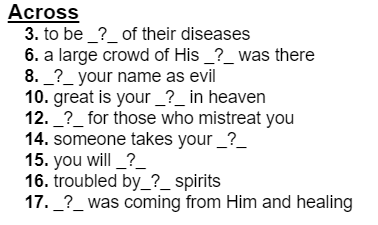 Across
3. to be _?_ of their diseases
6. a large crowd of His _?_ was there
8. _?_ your name as evil
10. great is your _?_ in heaven
12. _?_ for those who mistreat you
14. someone takes your _?_
15. you will _?_
16. troubled by_?_ spirits
17. _?_ was coming from Him and healing